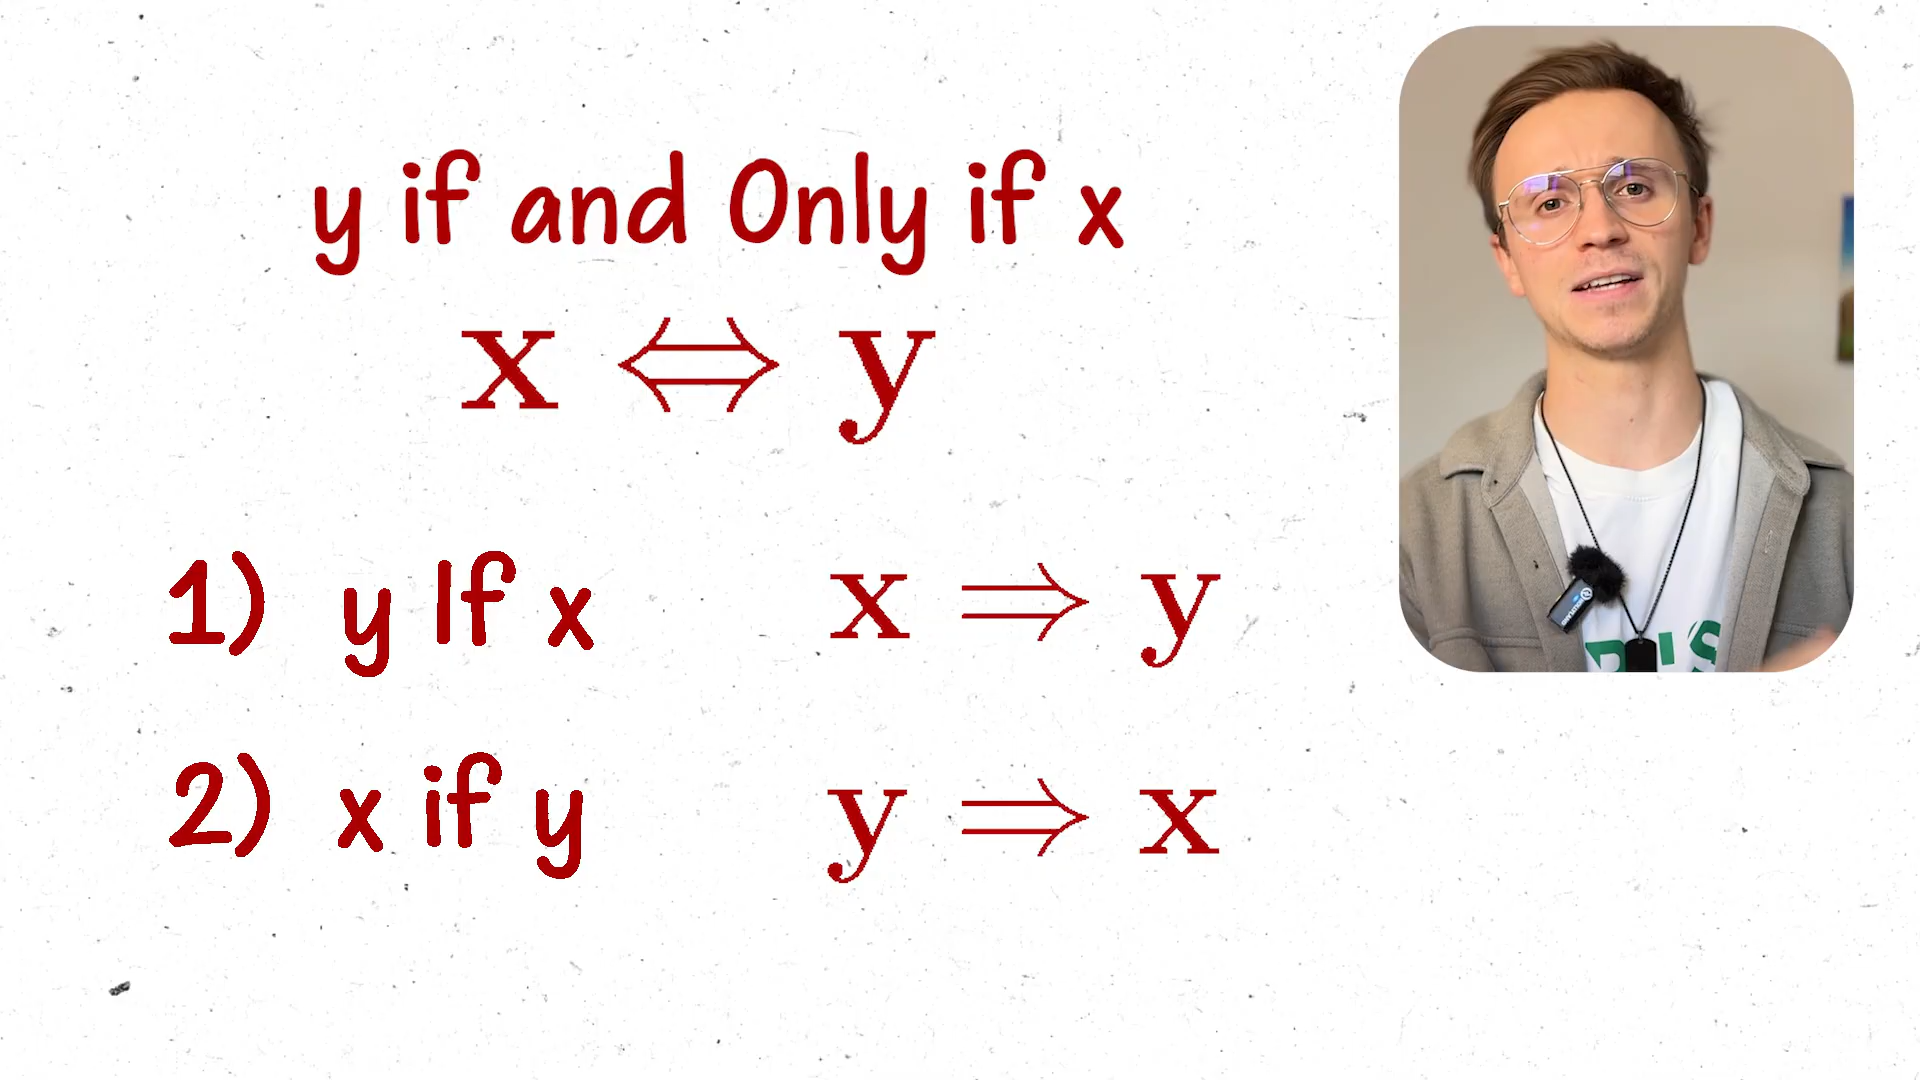 y if and Only if x
x ⇔ y
1) y If x x ⇒ y
2) x if y y ⇒ x